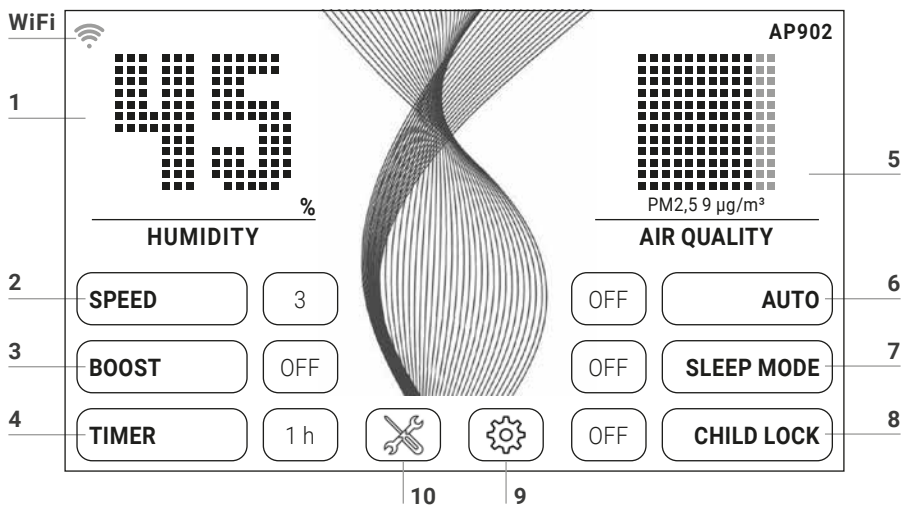 WiFi
AP902
1
45
5
%
PM2,5 9 µg/m³
HUMIDITY
AIR QUALITY
2
SPEED
3
OFF
AUTO
6
3
BOOST
OFF
OFF
SLEEP MODE
7
4
TIMER
1 h
OFF
CHILD LOCK
8
10
9